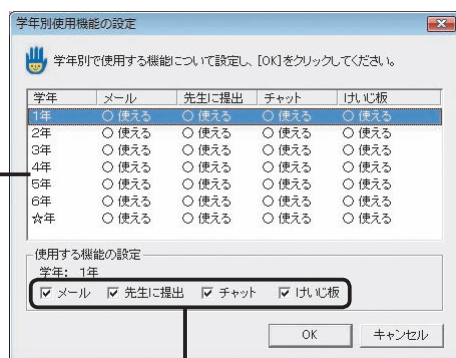 学年別使用機能の設定
学年別で使用する機能について設定し、[OK]をクリックしてください。
学年 メール 先生に提出 チャット けいじ板
1年 ○ 使える ○ 使える ○ 使える ○ 使える
2年 ○ 使える ○ 使える ○ 使える ○ 使える
3年 ○ 使える ○ 使える ○ 使える ○ 使える
4年 ○ 使える ○ 使える ○ 使える ○ 使える
5年 ○ 使える ○ 使える ○ 使える ○ 使える
6年 ○ 使える ○ 使える ○ 使える ○ 使える
☆年 ○ 使える ○ 使える ○ 使える ○ 使える
使用する機能の設定
学年: 1年
メール 先生に提出 チャット けいじ板
OK キャンセル